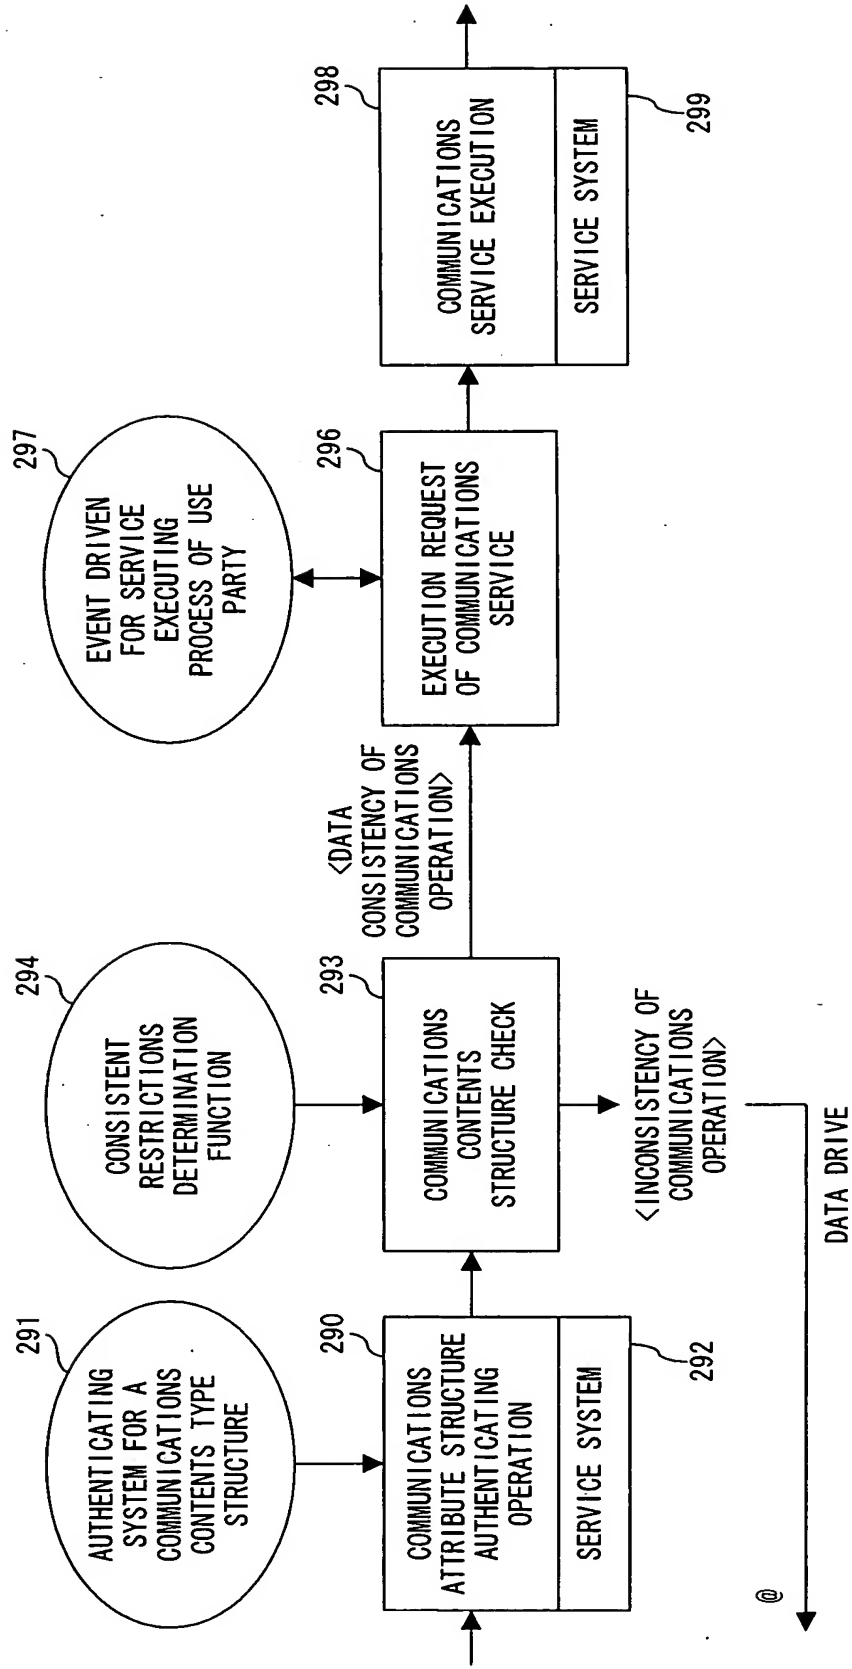 291
AUTHENTICATING
SYSTEM FOR A
COMMUNICATIONS
CONTENTS TYPE
STRUCTURE
290
COMMUNICATIONS
ATTRIBUTE STRUCTURE
AUTHENTICATING
OPERATION
SERVICE SYSTEM
292
294
CONSISTENT
RESTRICTIONS
DETERMINATION
FUNCTION
293
COMMUNICATIONS
CONTENTS
STRUCTURE CHECK
<DATA
CONSISTENCY OF
COMMUNICATIONS
OPERATION>
<INCONSISTENCY OF
COMMUNICATIONS
OPERATION>
297
EVENT DRIVEN
FOR SERVICE
EXECUTING
PROCESS OF USE
PARTY
296
EXECUTION REQUEST
OF COMMUNICATIONS
SERVICE
298
COMMUNICATIONS
SERVICE EXECUTION
SERVICE SYSTEM
299
@
DATA DRIVE